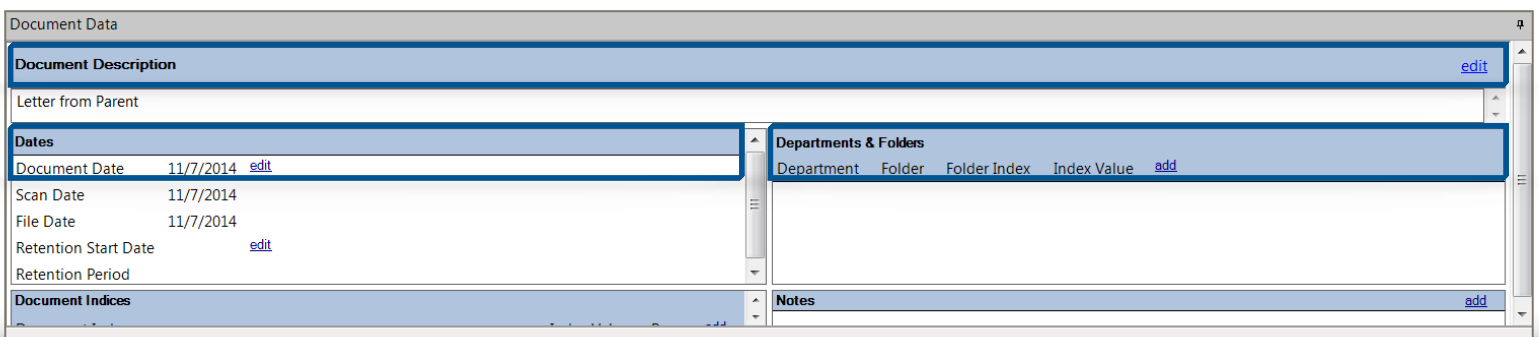 Document Data
Document Description edit
Letter from Parent
Dates
Document Date 11/7/2014 edit
Scan Date 11/7/2014
File Date 11/7/2014
Retention Start Date edit
Retention Period
Departments & Folders
Department Folder Folder Index Index Value add
Document Indices
Notes add